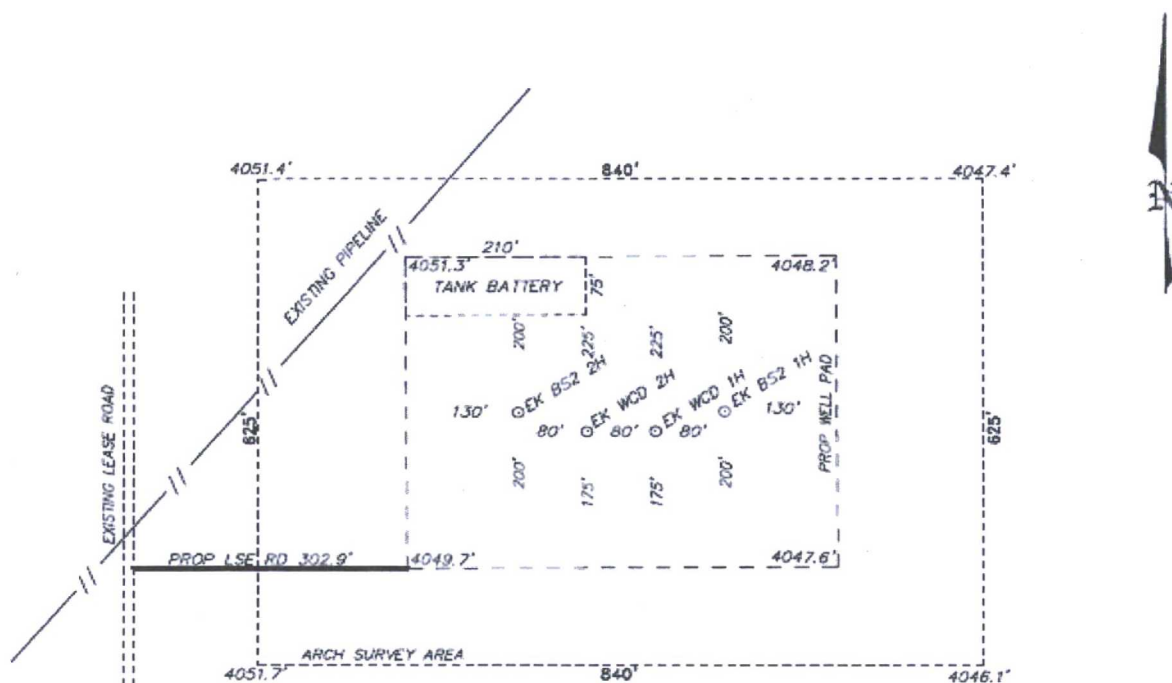 4051.4'
840'
4047.4'
N
EXISTING PIPELINE
210'
4051.3'
4048.2'
TANK BATTERY
75'
200'
225'
225'
200'
EXISTING LEASE ROAD
625'
130'
EK BS2 2H
80'
EK WCD 2H
80'
EK WCD 1H
80'
EK BS2 1H
130'
PROP WELL PAD
625'
200'
175'
175'
200'
PROP LSE RD 302.9'
4049.7'
4047.6'
ARCH SURVEY AREA
4051.7'
840'
4046.1'